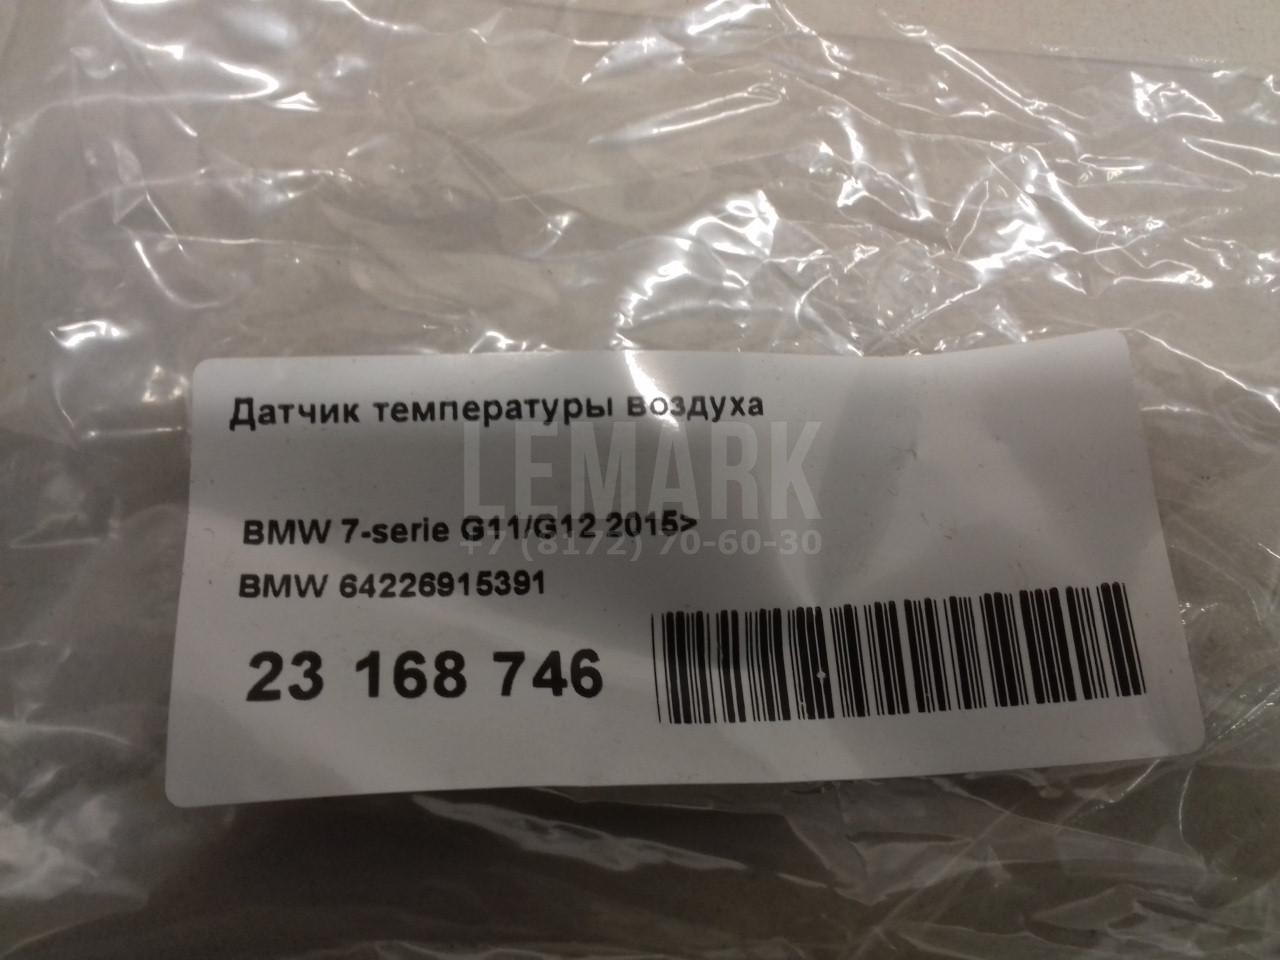 Датчик температуры воздуха
LEMARK
BMW 7-serie G11/G12 2015>
+7 (8172) 70-60-30
BMW 64226915391
23 168 746